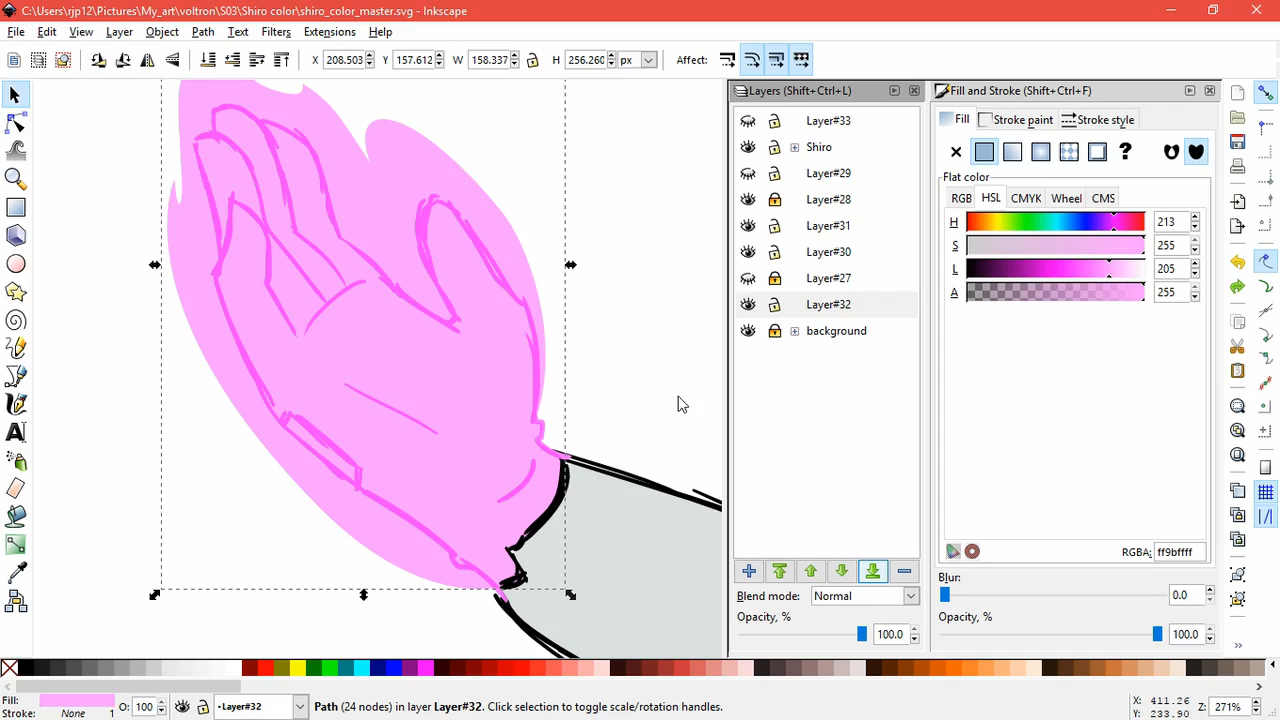 C:\Users\rjp12\Pictures\My_art\voltron\S03\Shiro color\shiro_color_master.svg - Inkscape
File Edit View Layer Object Path Text Filters Extensions Help
X 208.503 Y 157.612 W 158.337 H 256.260 px Affect:
Layers (Shift+Ctrl+L)
Layer#33
Shiro
Layer#29
Layer#28
Layer#31
Layer#30
Layer#27
Layer#32
background
Blend mode: Normal
Opacity, %
100.0
Fill and Stroke (Shift+Ctrl+F)
Fill Stroke paint Stroke style
?
Flat color
RGB HSL CMYK Wheel CMS
H 213
S 255
L 205
A 255
RGBA: ff9bffff
Blur:
0.0
Opacity, %
100.0
Fill:
Stroke: None 1
O: 100
Layer#32
Path (24 nodes) in layer Layer#32. Click selection to toggle scale/rotation handles.
X: 411.26
Y: 233.90
Z: 271%